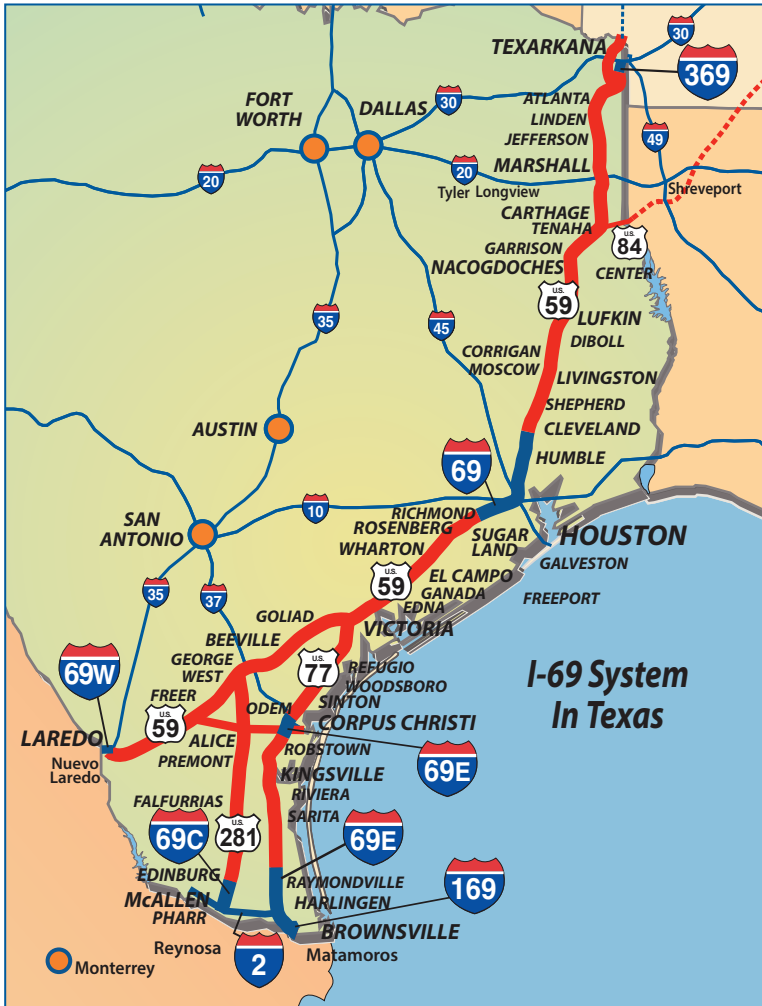 TEXARKANA
30
369
FORT
WORTH
DALLAS
30
ATLANTA
LINDEN
JEFFERSON
49
MARSHALL
20
20
Tyler Longview
Shreveport
CARTHAGE
TENAHA
U.S.
84
GARRISON
NACOGDOCHES
CENTER
U.S.
59
35
45
LUFKIN
DIBOLL
CORRIGAN
MOSCOW
LIVINGSTON
SHEPHERD
CLEVELAND
AUSTIN
69
HUMBLE
10
RICHMOND
ROSENBERG
SAN
ANTONIO
SUGAR
LAND
HOUSTON
WHARTON
GALVESTON
35
37
U.S.
59
EL CAMPO
GANADA
EDNA
FREEPORT
GOLIAD
VICTORIA
BEEVILLE
U.S.
77
GEORGE
WEST
REFUGIO
WOODSBORO
69W
FREER
SINTON
I-69 System
In Texas
ODEM
CORPUS CHRISTI
U.S.
59
LAREDO
ALICE
ROBSTOWN
Nuevo
Laredo
PREMONT
KINGSVILLE
69E
RIVIERA
FALFURRIAS
SARITA
69C
U.S.
281
69E
EDINBURG
RAYMONDVILLE
169
McALLEN
PHARR
HARLINGEN
BROWNSVILLE
Reynosa
2
Matamoros
Monterrey